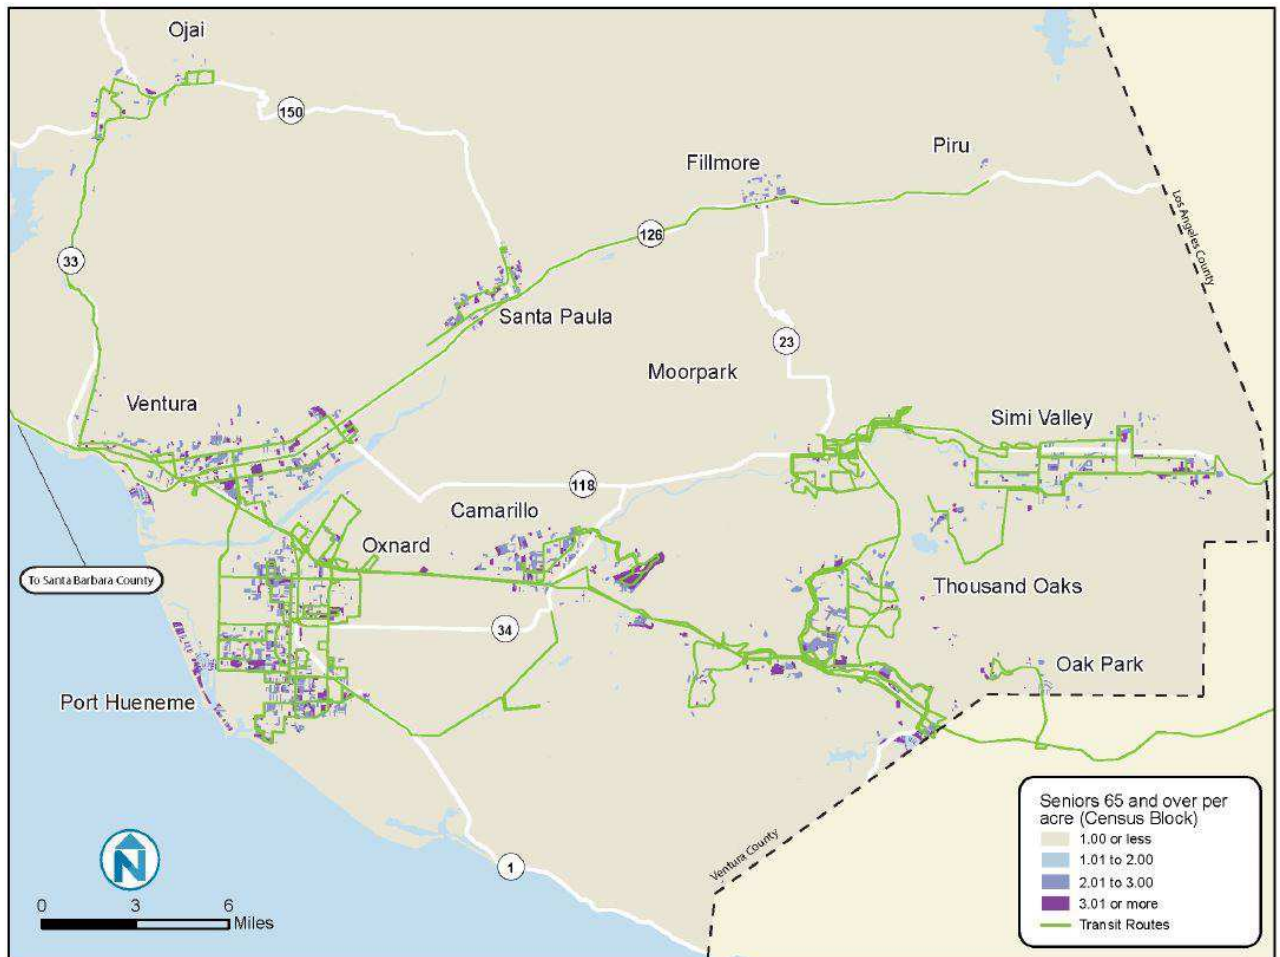 Ojai
150
Piru
Fillmore
Los Angeles County
126
33
Santa Paula
23
Moorpark
Ventura
Simi Valley
118
Camarillo
Oxnard
To Santa Barbara County
Thousand Oaks
34
Oak Park
Port Hueneme
Seniors 65 and over per
acre (Census Block)
1.00 or less
1.01 to 2.00
2.01 to 3.00
3.01 or more
Transit Routes
Ventura County
N
1
0 3 6
Miles